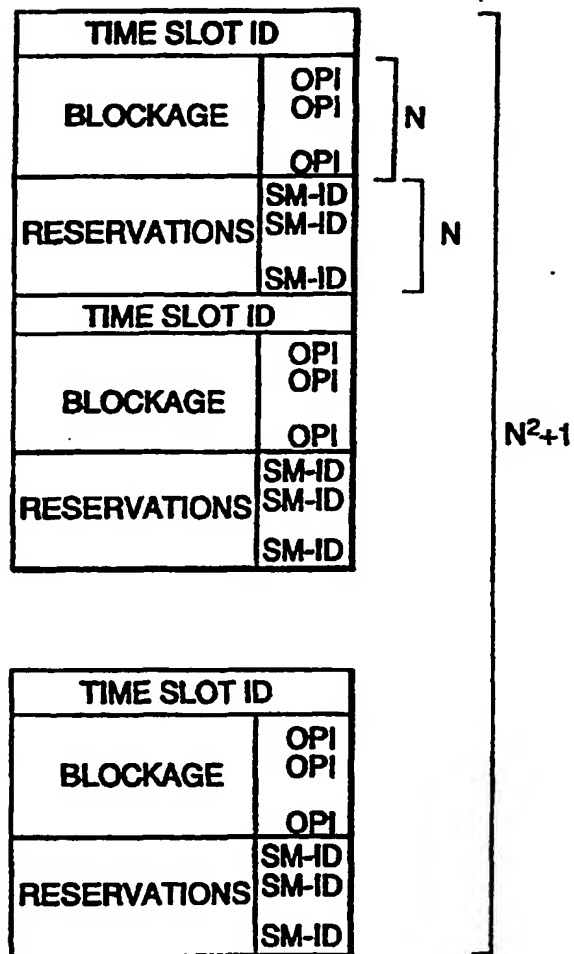 TIME SLOT ID
BLOCKAGE
OPI
OPI
OPI
N
RESERVATIONS
SM-ID
SM-ID
SM-ID
N
TIME SLOT ID
BLOCKAGE
OPI
OPI
OPI
RESERVATIONS
SM-ID
SM-ID
SM-ID
N²+1
TIME SLOT ID
BLOCKAGE
OPI
OPI
OPI
RESERVATIONS
SM-ID
SM-ID
SM-ID